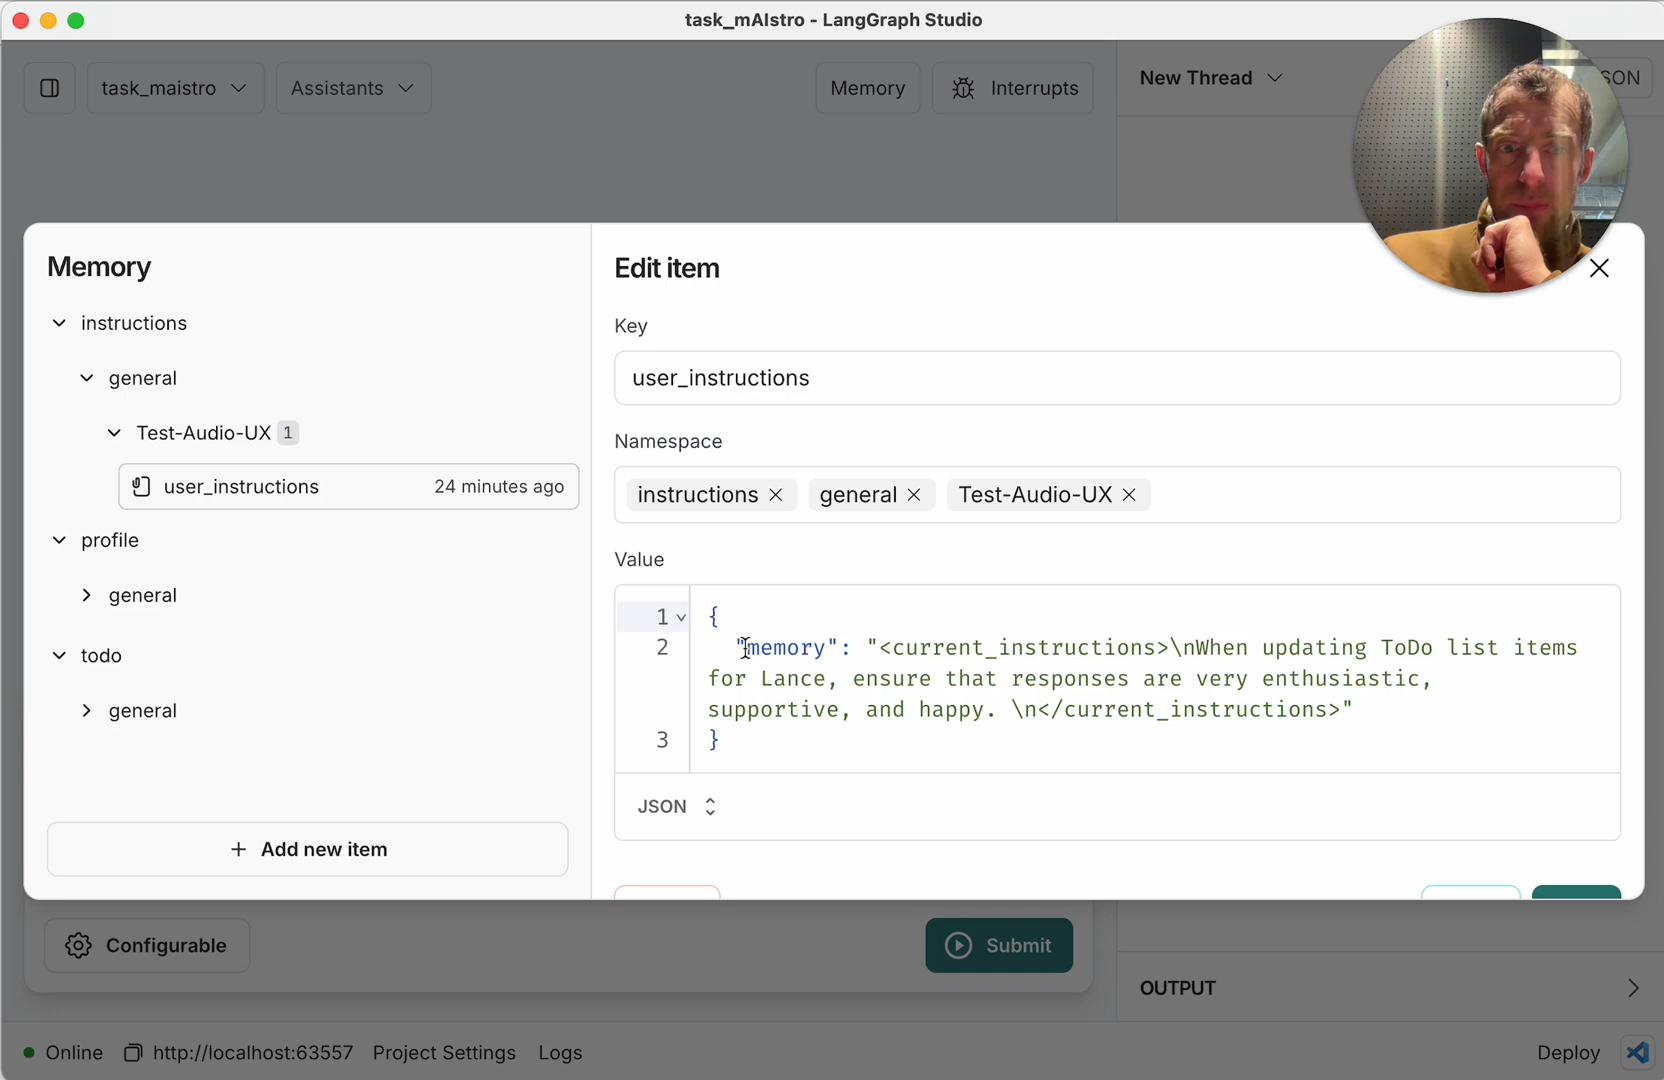 task_mAIstro - LangGraph Studio
task_maistro
Assistants
Memory
Interrupts
New Thread
SON
Memory
instructions
general
Test-Audio-UX 1
user_instructions 24 minutes ago
profile
general
todo
general
+ Add new item
Edit item
Key
user_instructions
Namespace
instructions × general × Test-Audio-UX ×
Value
1 {
2 "memory": "<current_instructions>\nWhen updating ToDo list items
for Lance, ensure that responses are very enthusiastic,
supportive, and happy. \n</current_instructions>"
3 }
JSON
Configurable
Submit
OUTPUT
Online http://localhost:63557 Project Settings Logs
Deploy